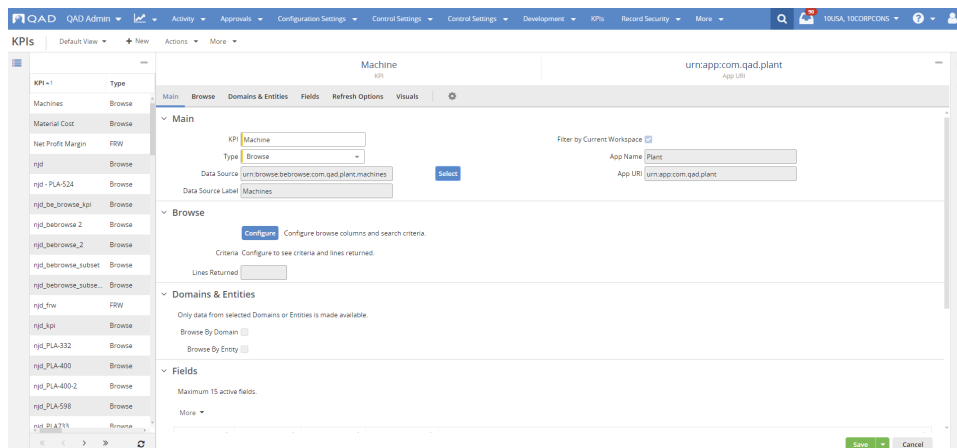 QAD QAD Admin Activity Approvals Configuration Settings Control Settings Control Settings Development KPIs Record Security More 10USA, 10CORPCONS
KPIs Default View + New Actions More
Machine
KPI
urn:app:com.qad.plant
App URI
KPI 1 Type
Machines Browse
Material Cost Browse
Net Profit Margin FRW
njd Browse
njd - PLA-524 Browse
njd_be_browse_kpi Browse
njd_bebrowse 2 Browse
njd_bebrowse_2 Browse
njd_bebrowse_subset Browse
njd_bebrowse_subse... Browse
njd_frw FRW
njd_kpi Browse
njd_PLA-332 Browse
njd_PLA-400 Browse
njd_PLA-400-2 Browse
njd_PLA-598 Browse
njd_PLA733 Browse
Main Browse Domains & Entities Fields Refresh Options Visuals
Main
KPI Machine
Filter by Current Workspace
Type Browse
App Name Plant
Data Source urn:browse:bebrowse:com.qad.plant.machines Select
App URI urn:app:com.qad.plant
Data Source Label Machines
Browse
Configure Configure browse columns and search criteria.
Criteria Configure to see criteria and lines returned.
Lines Returned
Domains & Entities
Only data from selected Domains or Entities is made available.
Browse By Domain
Browse By Entity
Fields
Maximum 15 active fields.
More
Save Cancel